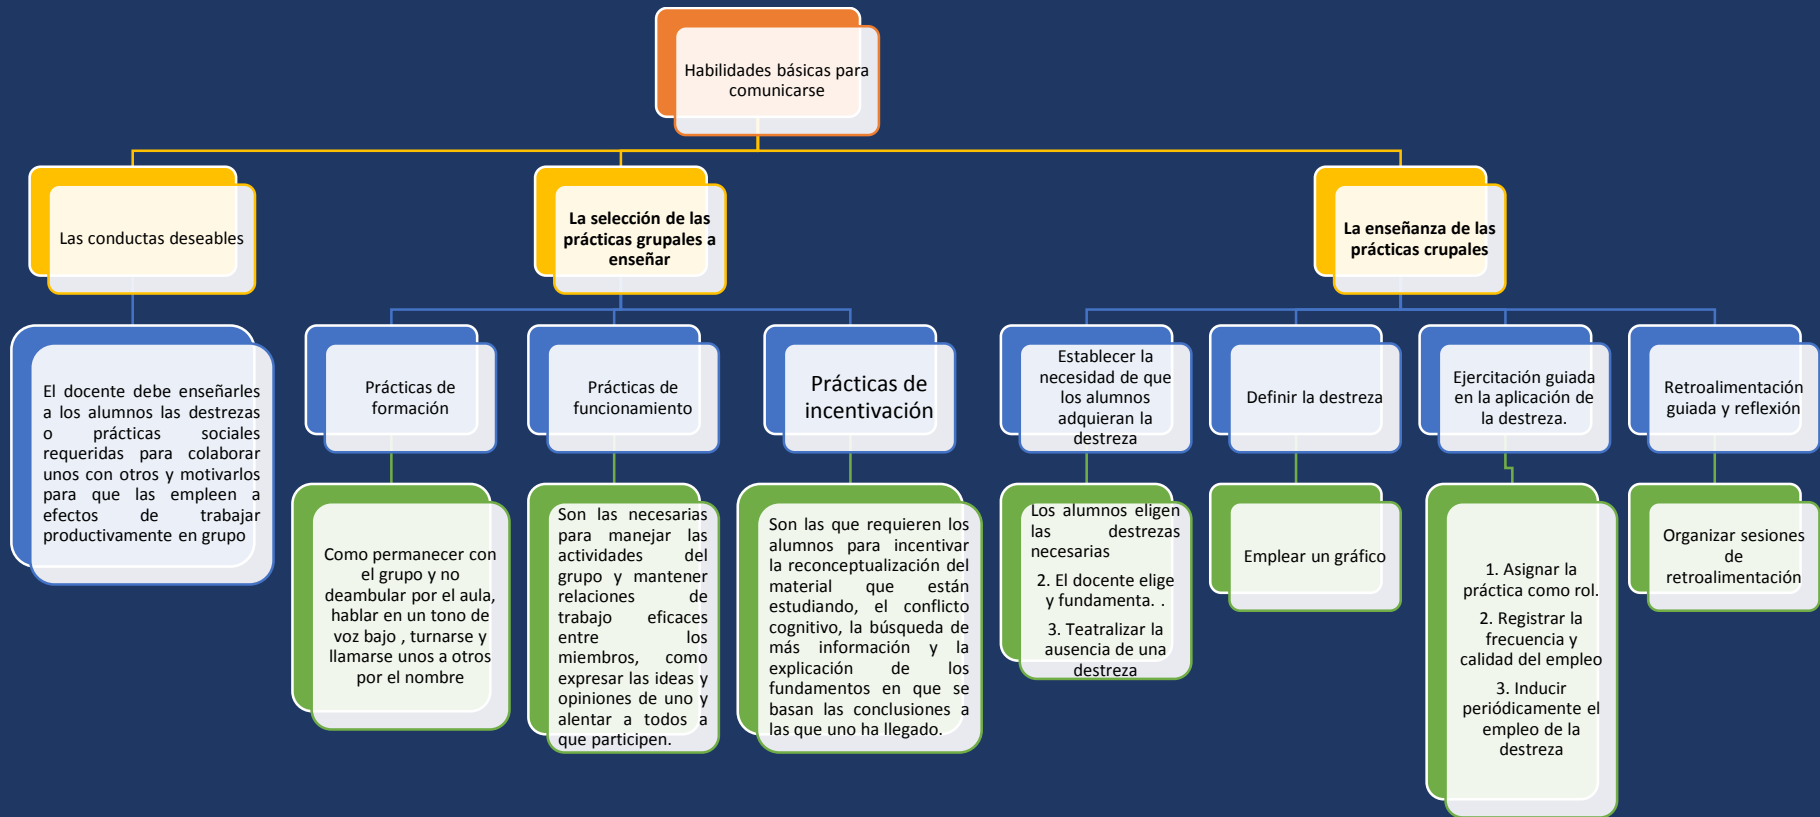 Habilidades básicas para
comunicarse
Las conductas deseables
La selección de las
prácticas grupales a
enseñar
La enseñanza de las
prácticas crupales
El docente debe enseñarles
a los alumnos las destrezas
o prácticas sociales
requeridas para colaborar
unos con otros y motivarlos
para que las empleen a
efectos de trabajar
productivamente en grupo
Prácticas de
formación
Prácticas de
funcionamiento
Prácticas de
incentivación
Establecer la
necesidad de que
los alumnos
adquieran la
destreza
Definir la destreza
Ejercitación guiada
en la aplicación de
la destreza.
Retroalimentación
guiada y reflexión
Como permanecer con
el grupo y no
deambular por el aula,
hablar en un tono de
voz bajo , turnarse y
llamarse unos a otros
por el nombre
Son las necesarias
para manejar las
actividades del
grupo y mantener
relaciones de
trabajo eficaces
entre los
miembros, como
expresar las ideas y
opiniones de uno y
alentar a todos a
que participen.
Son las que requieren los
alumnos para incentivar
la reconceptualización del
material que están
estudiando, el conflicto
cognitivo, la búsqueda de
más información y la
explicación de los
fundamentos en que se
basan las conclusiones a
las que uno ha llegado.
Los alumnos eligen
las destrezas
necesarias
2. El docente elige
y fundamenta. .
3. Teatralizar la
ausencia de una
destreza
Emplear un gráfico
1. Asignar la
práctica como rol.
2. Registrar la
frecuencia y
calidad del empleo
3. Inducir
periódicamente el
empleo de la
destreza
Organizar sesiones
de
retroalimentación